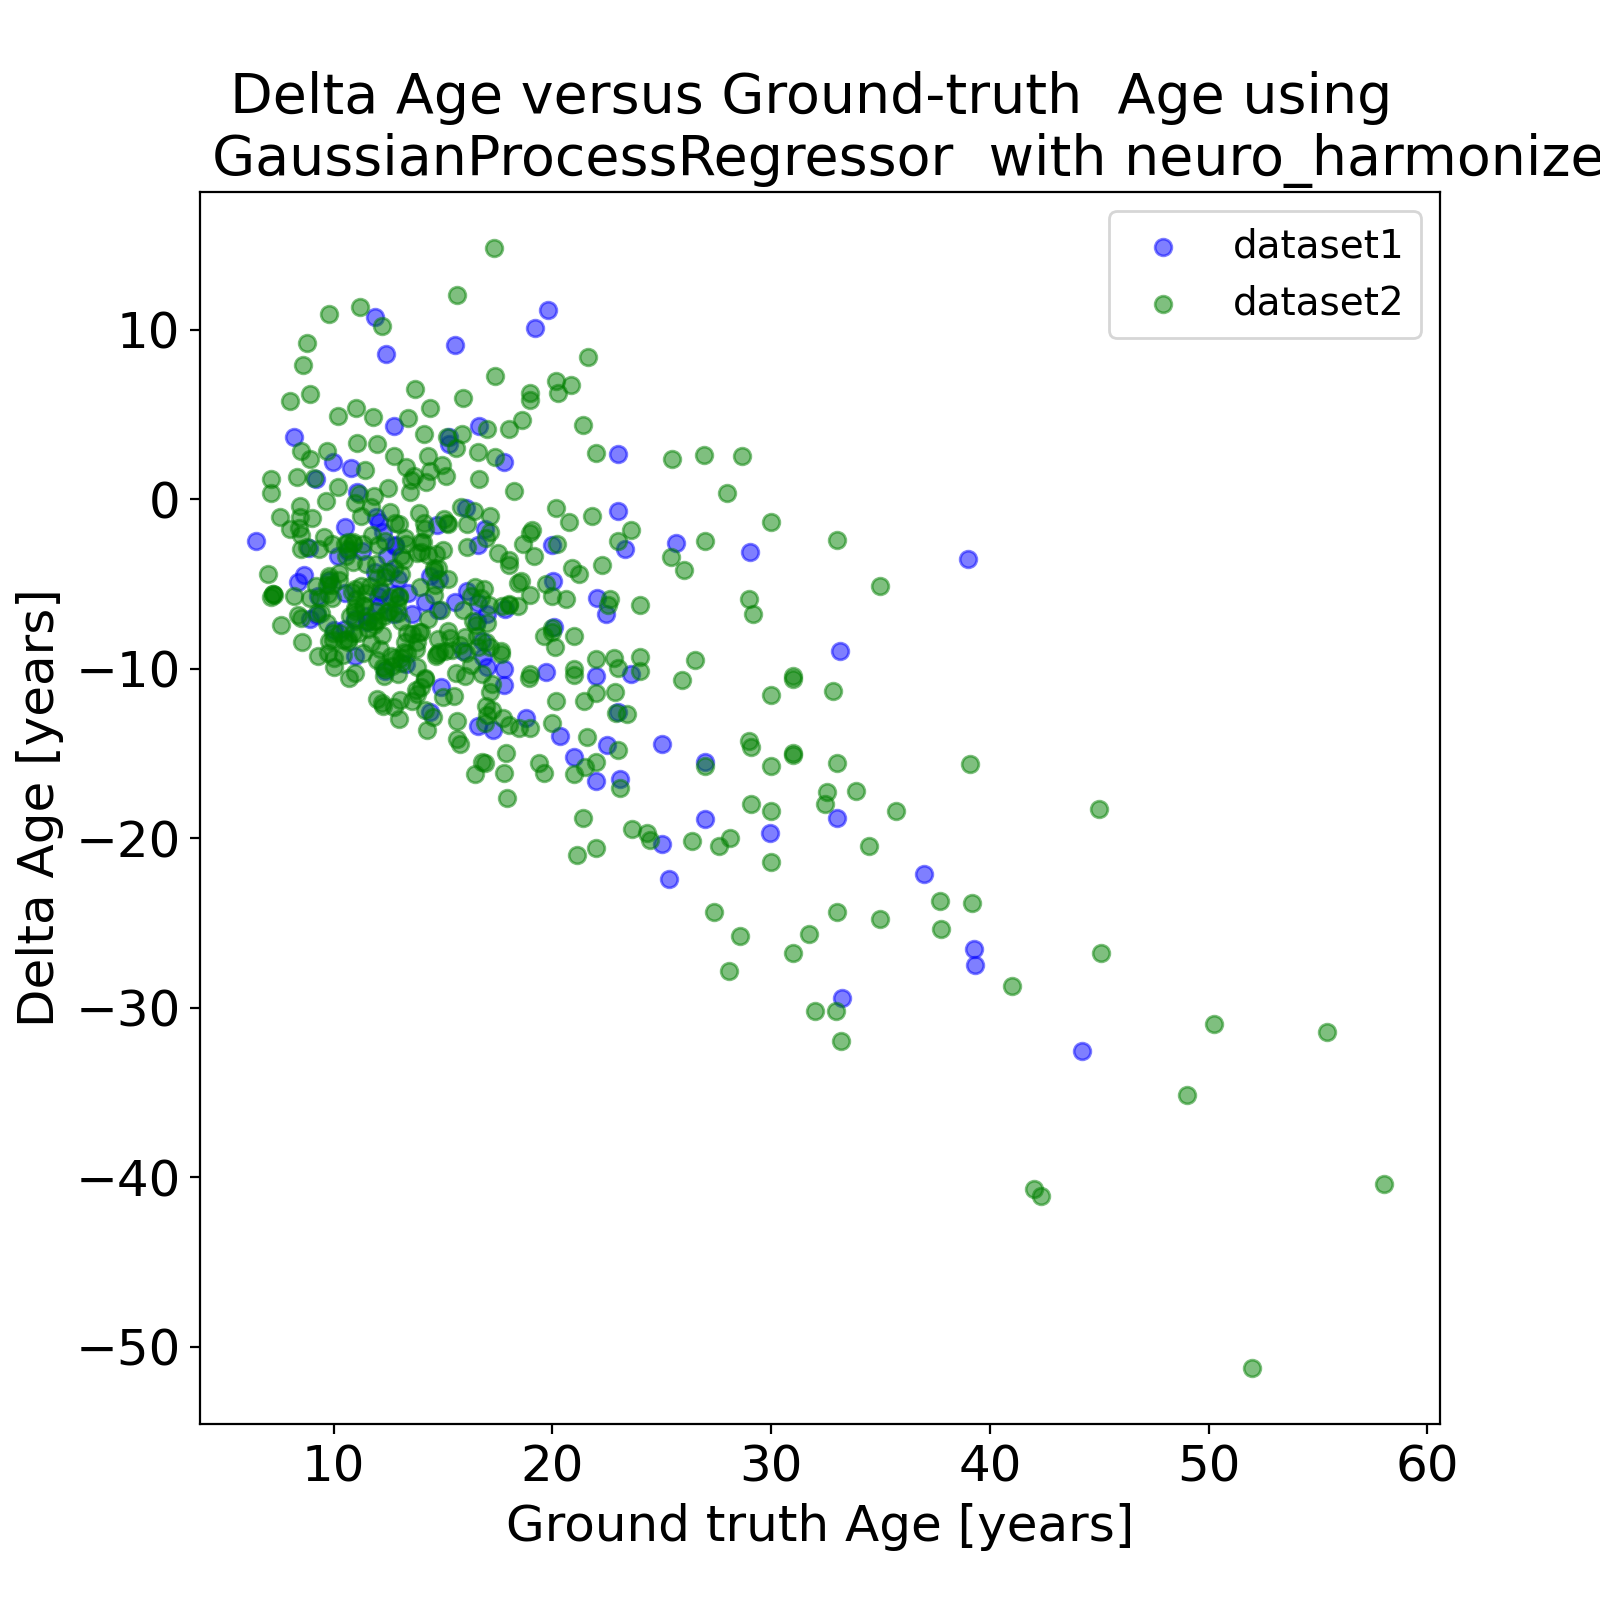 Delta Age versus Ground-truth  Age using
GaussianProcessRegressor  with neuro_harmonize
dataset1
dataset2
Delta Age [years]
10
0
−10
−20
−30
−40
−50
10 20 30 40 50 60
Ground truth Age [years]